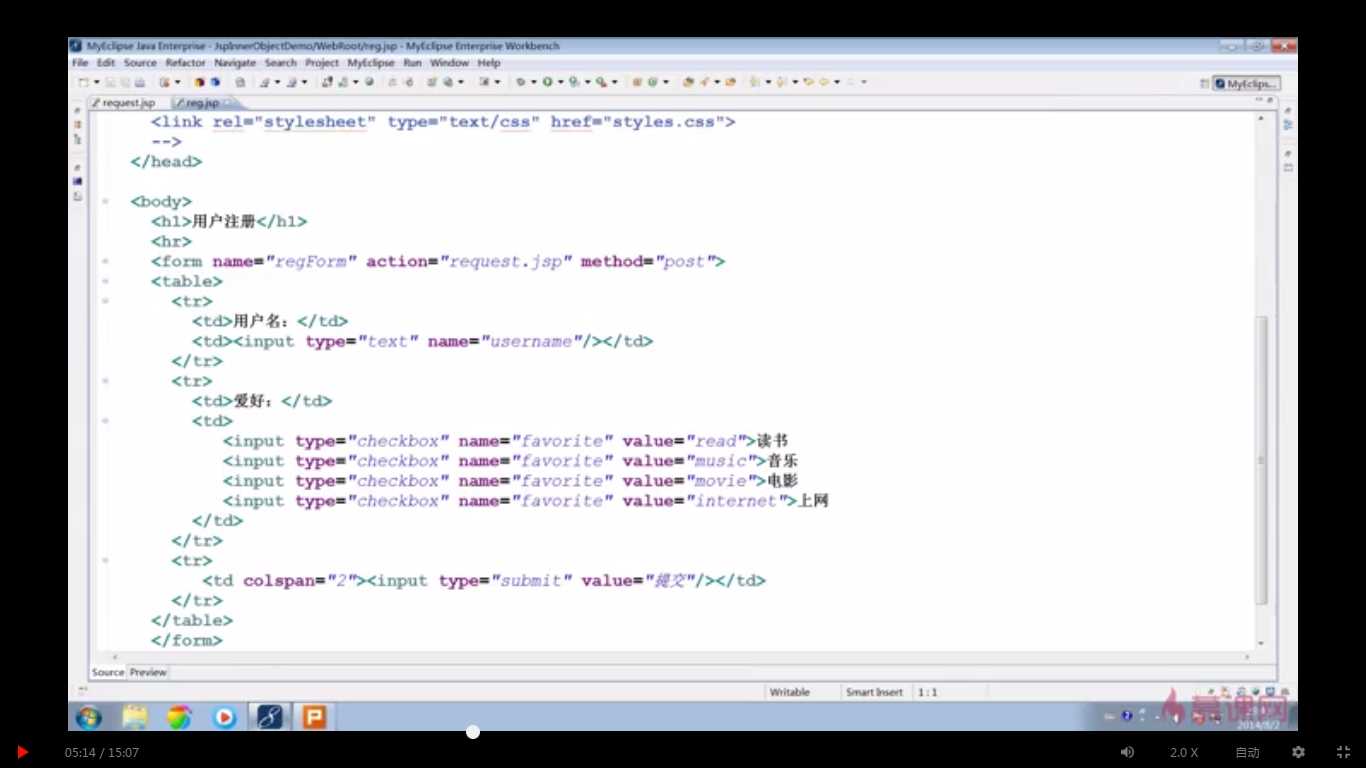 MyEclipse Java Enterprise - JspInnerObjectDemo/WebRoot/reg.jsp - MyEclipse Enterprise Workbench
File Edit Source Refactor Navigate Search Project MyEclipse Run Window Help
MyEclips...
request.jsp reg.jsp
<link rel="stylesheet" type="text/css" href="styles.css">
-->
</head>
<body>
<h1>用户注册</h1>
<hr>
<form name="regForm" action="request.jsp" method="post">
<table>
<tr>
<td>用户名：</td>
<td><input type="text" name="username"/></td>
</tr>
<tr>
<td>爱好：</td>
<td>
<input type="checkbox" name="favorite" value="read">读书
<input type="checkbox" name="favorite" value="music">音乐
<input type="checkbox" name="favorite" value="movie">电影
<input type="checkbox" name="favorite" value="internet">上网
</td>
</tr>
<tr>
<td colspan="2"><input type="submit" value="提交"/></td>
</tr>
</table>
</form>
Source Preview
Writable Smart Insert 1 : 1
慕课网
2014/8/2
05:14 / 15:07 2.0 X 自动